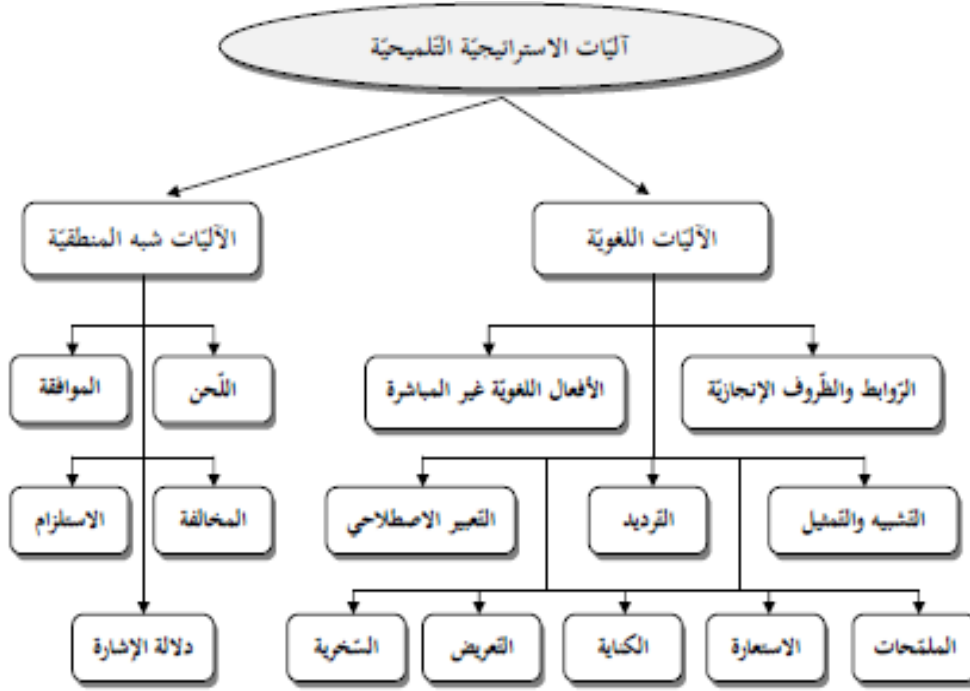 آليّات الاستراتيجيّة التّلميحيّة
الآليّات اللغويّة
الآليّات شبه المنطقيّة
الرّوابط والظّروف الإنجازيّة
الأفعال اللغويّة غير المباشرة
اللّحن
الموافقة
التّشبيه والتّمثيل
التّرديد
التّعبير الاصطلاحي
المخالفة
الاستلزام
الملمّحات
الاستعارة
الكناية
التّعريض
السّخرية
دلالة الإشارة